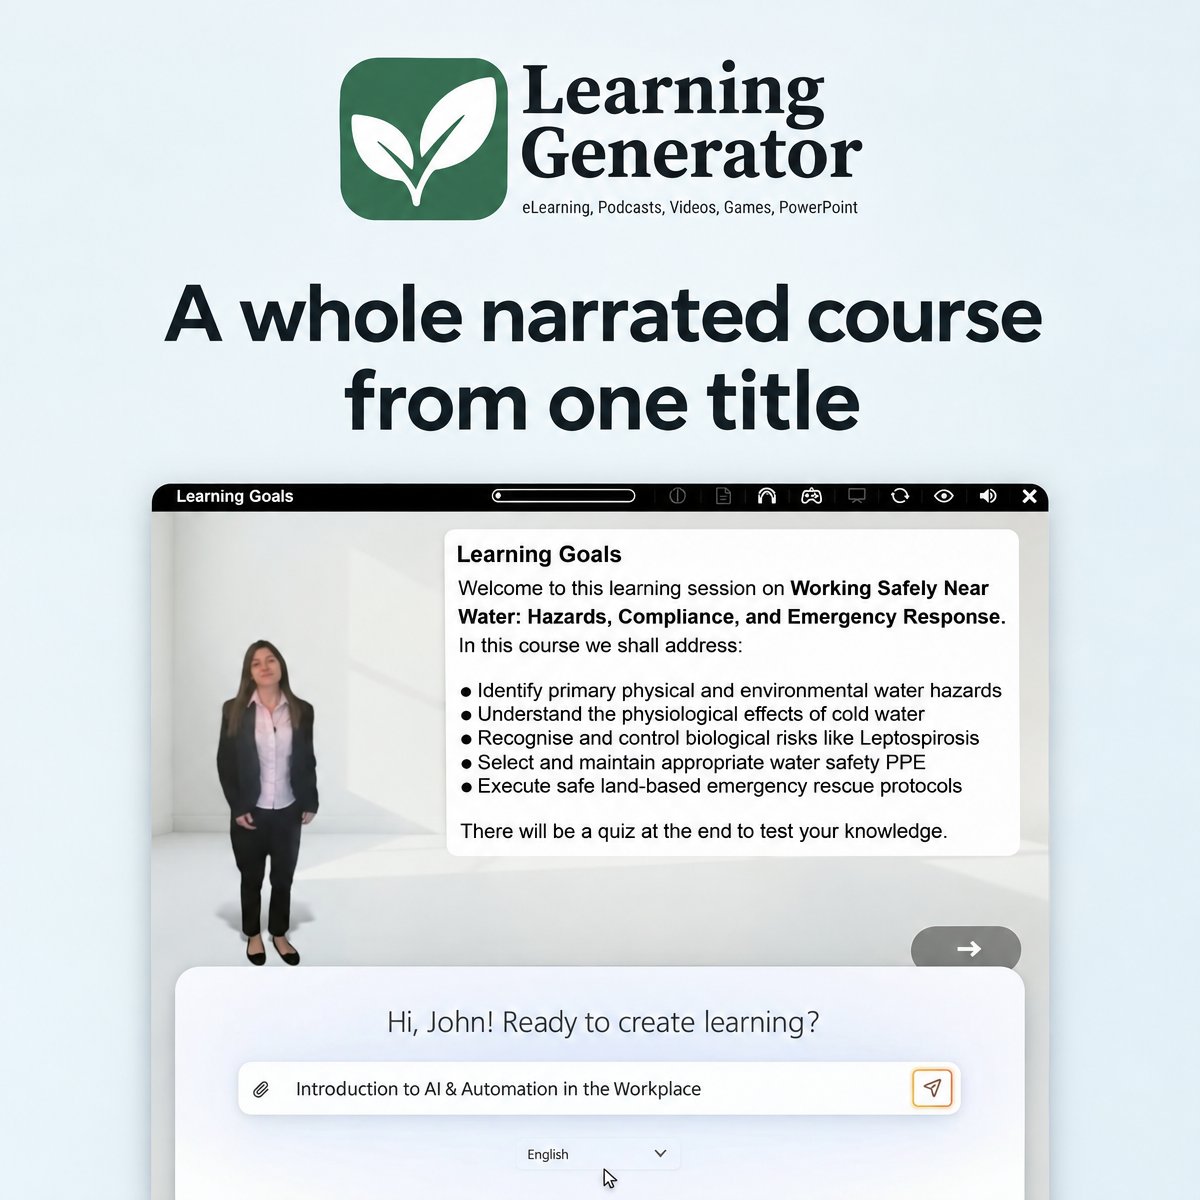 Learning
Generator
eLearning, Podcasts, Videos, Games, PowerPoint
A whole narrated course
from one title
Learning Goals
Learning Goals
Welcome to this learning session on Working Safely Near
Water: Hazards, Compliance, and Emergency Response.
In this course we shall address:
● Identify primary physical and environmental water hazards
● Understand the physiological effects of cold water
● Recognise and control biological risks like Leptospirosis
● Select and maintain appropriate water safety PPE
● Execute safe land-based emergency rescue protocols
There will be a quiz at the end to test your knowledge.
Hi, John! Ready to create learning?
Introduction to AI & Automation in the Workplace
English